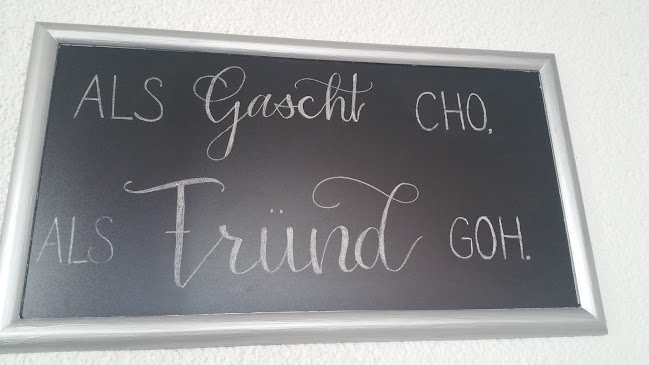 ALS Gascht CHO,
ALS Fründ GOH.